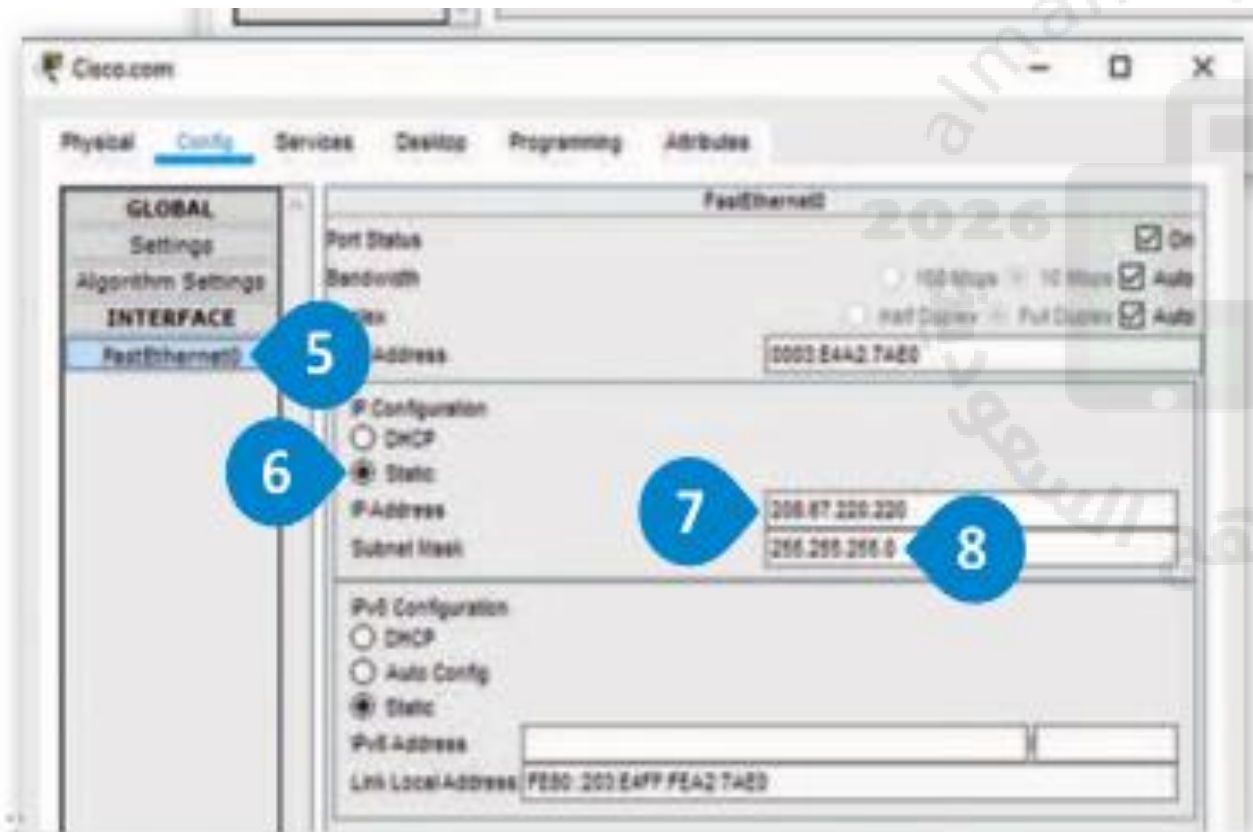 Cisco.com
Physical Config Services Desktop Programming Attributes
GLOBAL
Settings
Algorithm Settings
INTERFACE
FastEthernet0
FastEthernet0
Port Status On
Bandwidth 100 Mbps 10 Mbps Auto
Half Duplex Full Duplex Auto
Address 0003.E4A2.7AE0
5
IP Configuration
DHCP
6 Static
IP Address 7 208.67.220.220
Subnet Mask 255.255.255.0 8
IPv6 Configuration
DHCP
Auto Config
Static
IPv6 Address
Link Local Address: FE80::203:E4FF:FEA2:7AE0
2026